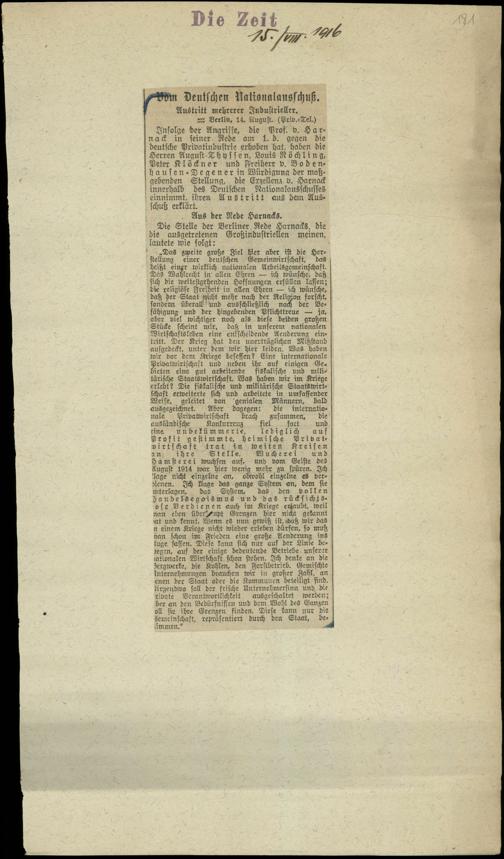 Die Zeit
15./VIII. 1916
191
Vom Deutschen Nationalausschuß.
Austritt mehrerer Industrieller.
Berlin, 14. August. (Priv.-Tel.)
Infolge der Angriffe, die Prof. v. Har-
nack in seiner Rede am 1. d. gegen die
deutsche Privatindustrie erhoben hat, haben die
Herren August Thyssen, Louis Röchling,
Peter Klöckner und Freiherr v. Boden-
hausen-Degener in Würdigung der maß-
gebenden Stellung, die Exzellenz v. Harnack
innerhalb des Deutschen Nationalausschusses
einnimmt, ihren Austritt aus dem Aus-
schuß erklärt.
Aus der Rede Harnacks.
Die Stelle der Berliner Rede Harnacks, die
die ausgetretenen Großindustriellen meinen,
lautete wie folgt:
„Das zweite große Ziel hier aber ist die Her-
stellung einer deutschen Gemeinwirtschaft, das
heißt einer wirklich nationalen Arbeitsgemeinschaft.
Das Wahlrecht in allen Ehren — ich wünsche, daß
sich die weitestgehenden Hoffnungen erfüllen lassen;
die religiöse Freiheit in allen Ehren — ich wünsche,
daß der Staat nicht mehr nach der Religion forscht,
sondern überall und ausschließlich nach der Be-
fähigung und der hingebenden Pflichttreue — ja,
aber viel wichtiger noch als diese beiden großen
Stücke scheint mir, daß in unserem nationalen
Wirtschaftsleben eine entscheidende Aenderung ein-
tritt. Der Krieg hat den unerträglichen Mißstand
aufgedeckt, unter dem wir hier leiden. Was haben
wir vor dem Kriege besessen? Eine internationale
Privatwirtschaft und neben ihr auf einigen Ge-
bieten eine gut arbeitende fiskalische und mili-
tärische Staatswirtschaft. Was haben wir im Kriege
erlebt? Die fiskalische und militärische Staatswirt-
schaft erweiterte sich und arbeitete in umfassender
Weise, geleitet von genialen Männern, bald
ausgezeichnet. Aber dagegen: die internatio-
nale Privatwirtschaft brach zusammen, die
ausländische Konkurrenz fiel fort und
eine unbekümmerte, lediglich auf
Profit gestimmte, heimische Privat-
wirtschaft trat in weiten Kreisen
an ihre Stelle. Wucherei und
Hamsterei wuchsen auf, und vom Geiste des
August 1914 war hier wenig mehr zu spüren. Ich
klage nicht einzelne an, obwohl einzelne es ver-
dienen. Ich klage das ganze System an, dem sie
unterlagen, das System, das den vollen
Handelsegoismus und das rücksichts-
lose Verdienen auch im Kriege erlaubt, weil
man eben überhaupt Grenzen hier nicht gekannt
hat und kennt. Wenn es nun gewiß ist, daß wir das
in einem Kriege nicht wieder erleben dürfen, so muß
man schon im Frieden eine große Aenderung ins
Auge fassen. Diese kann sich nur auf der Linie be-
wegen, auf der einige bedeutende Betriebe unserer
nationalen Wirtschaft schon stehen. Ich denke an die
Bergwerke, die Kohlen, den Fernbetrieb. Gemischte
Unternehmungen brauchen wir in großer Zahl, an
denen der Staat oder die Kommunen beteiligt sind.
Nirgendwo soll der frische Unternehmersinn und die
private Verantwortlichkeit ausgeschaltet werden;
aber an den Bedürfnissen und dem Wohl des Ganzen
soll sie ihre Grenzen finden. Diese kann nur die
Gemeinschaft, repräsentiert durch den Staat, be-
stimmen."